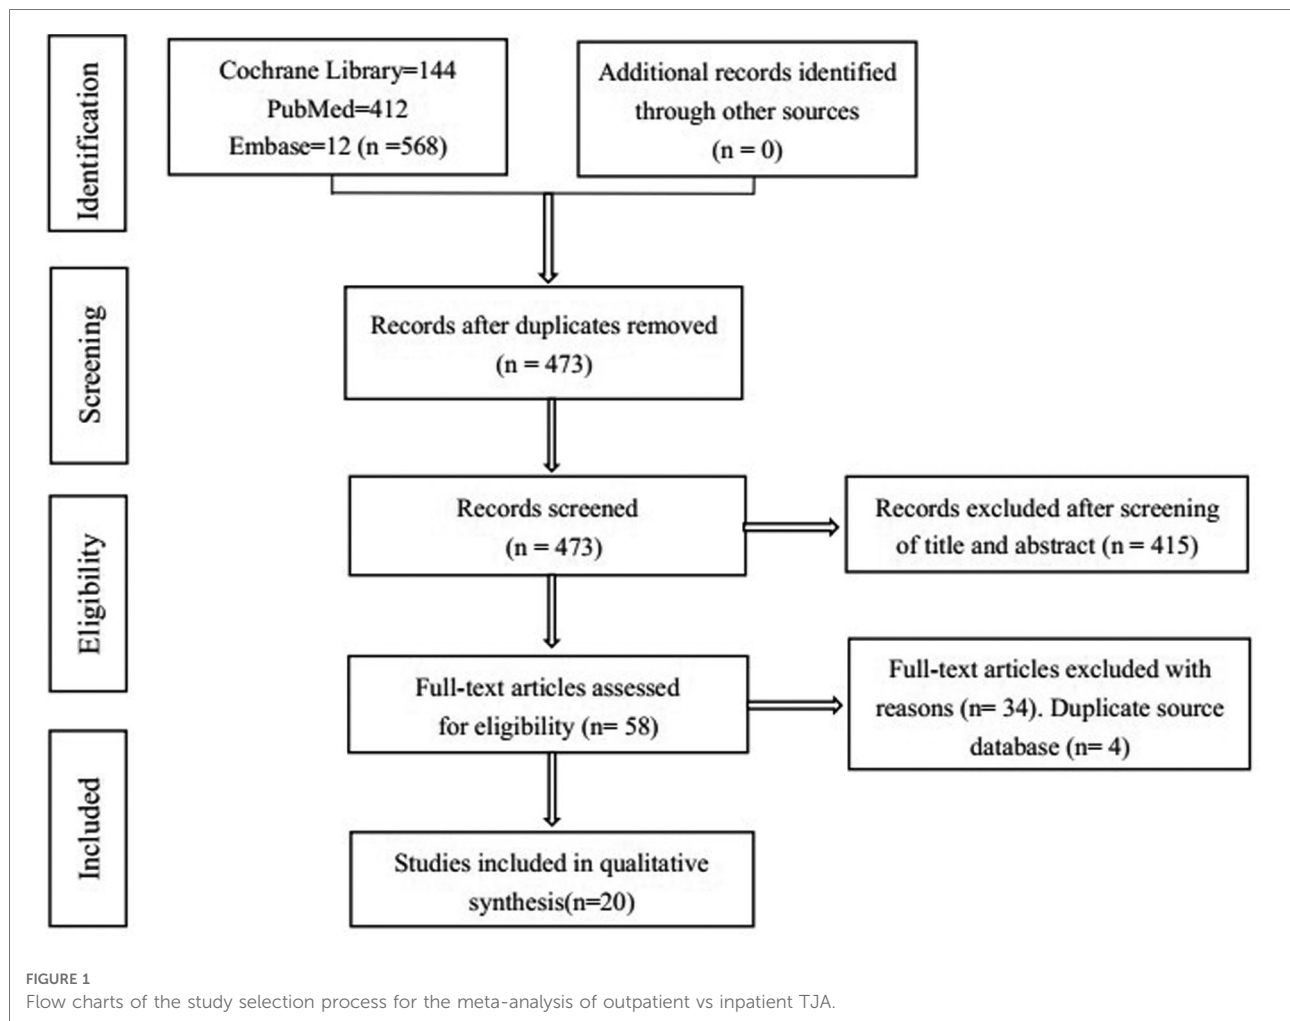 Identification
Cochrane Library=144
PubMed=412
Embase=12 (n =568)
Additional records identified
through other sources
(n = 0)
Screening
Records after duplicates removed
(n = 473)
Eligibility
Records screened
(n = 473)
Records excluded after screening
of title and abstract (n = 415)
Full-text articles assessed
for eligibility (n= 58)
Full-text articles excluded with
reasons (n= 34). Duplicate source
database (n= 4)
Included
Studies included in qualitative
synthesis(n=20)
FIGURE 1
Flow charts of the study selection process for the meta-analysis of outpatient vs inpatient TJA.